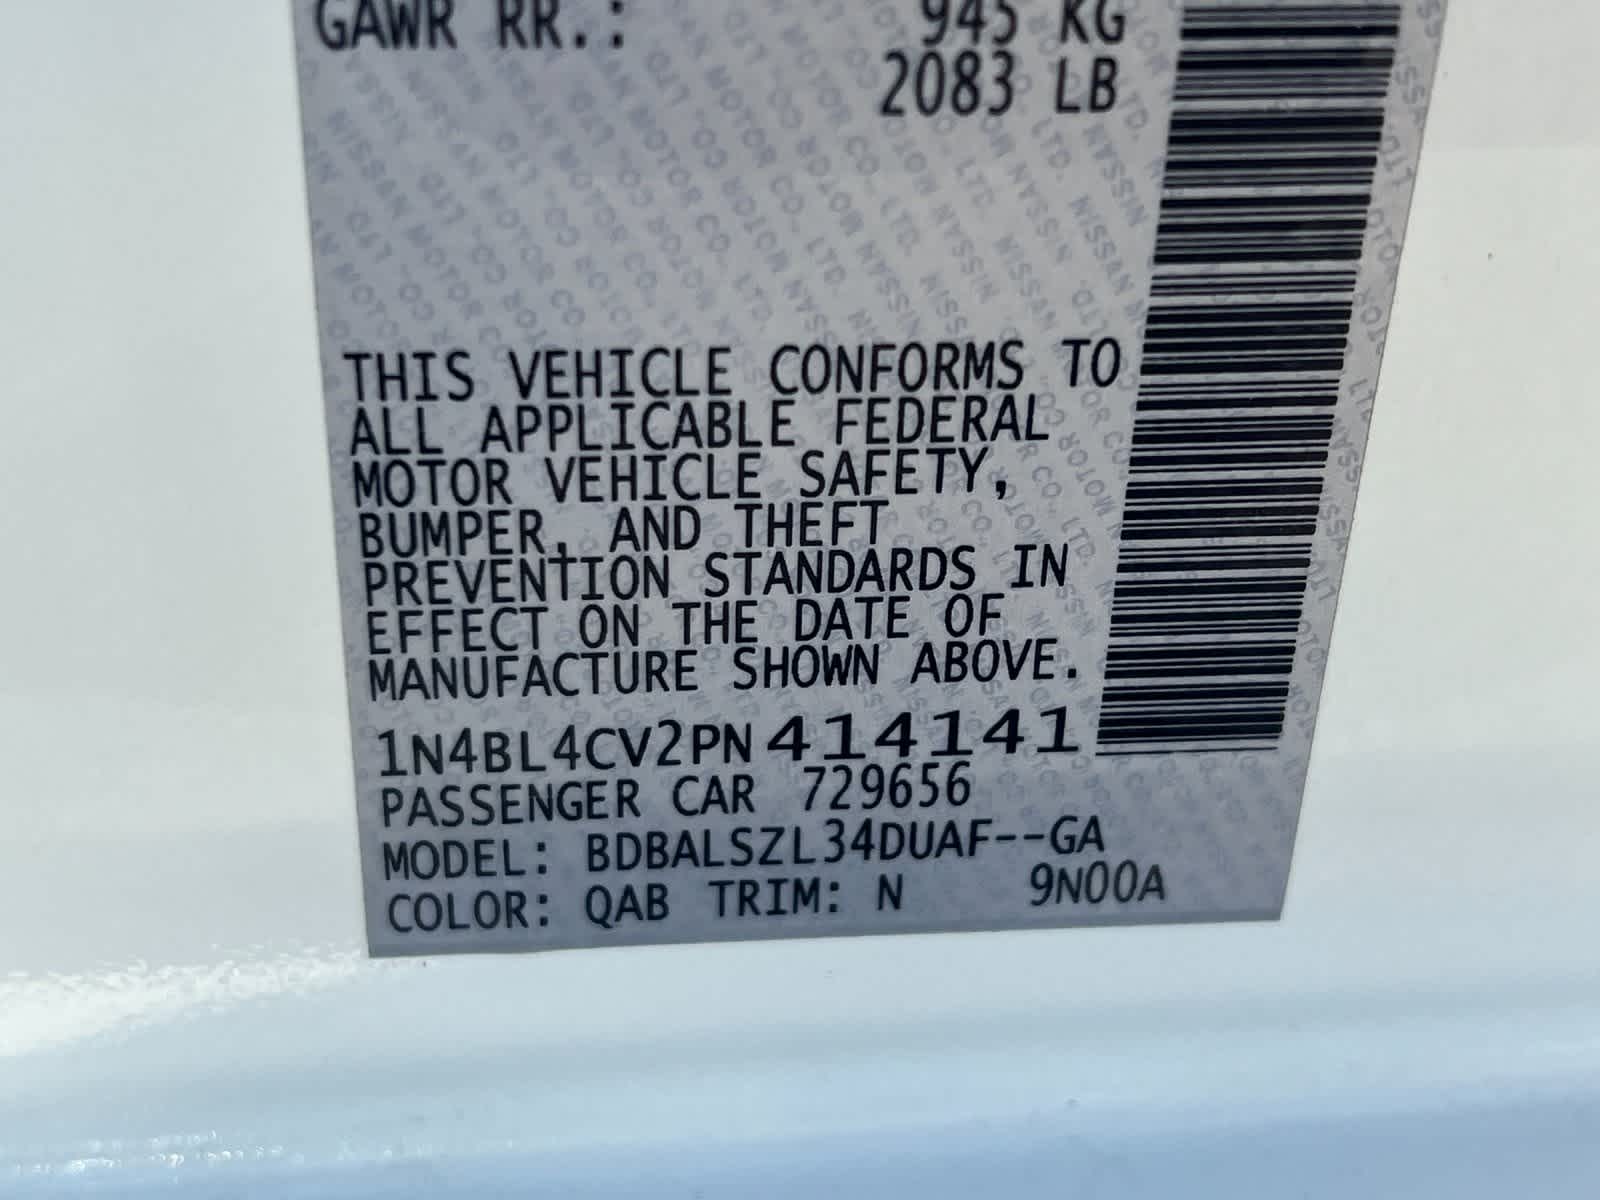 GAWR RR.: 945 KG
2083 LB
THIS VEHICLE CONFORMS TO
ALL APPLICABLE FEDERAL
MOTOR VEHICLE SAFETY,
BUMPER, AND THEFT
PREVENTION STANDARDS IN
EFFECT ON THE DATE OF
MANUFACTURE SHOWN ABOVE.
1N4BL4CV2PN414141
PASSENGER CAR 729656
MODEL: BDBALSZL34DUAF--GA
COLOR: QAB TRIM: N 9N00A